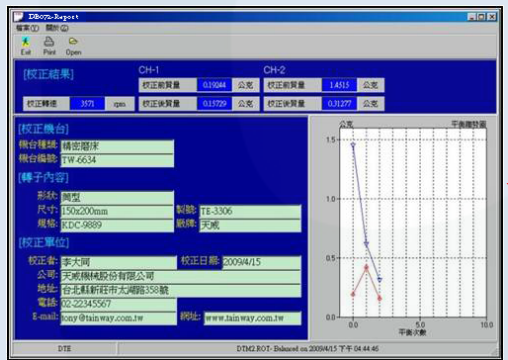 DB072-Report
檔案(I) 關於(Q)
Exit Print Open
[校正結果]
CH-1 CH-2
校正前質量 0.19244 公克 校正前質量 1.4515 公克
校正轉速 3571 rpm 校正後質量 0.15729 公克 校正後質量 0.31277 公克
[校正機台]
機台種類: 精密磨床
機台編號: TW-6634
[轉子內容]
形狀: 筒型
尺寸: 150x200mm 製號: TE-3306
規格: KDC-9889 廠牌: 天威
[校正單位]
校正者: 李大同 校正日期: 2009/4/15
公司: 天威機械股份有限公司
地址: 台北縣新莊市太湖路358號
電話: 02-22345567
E-mail: tony@tainway.com.tw 網址: www.tainway.com.tw
公克 平衡趨勢圖
1.5
1.0
0.5
0.0
0.0 5.0 10.0
平衡次數
DTE DTM2.ROT- Balanced on 2009/4/15 下午 04:44:46